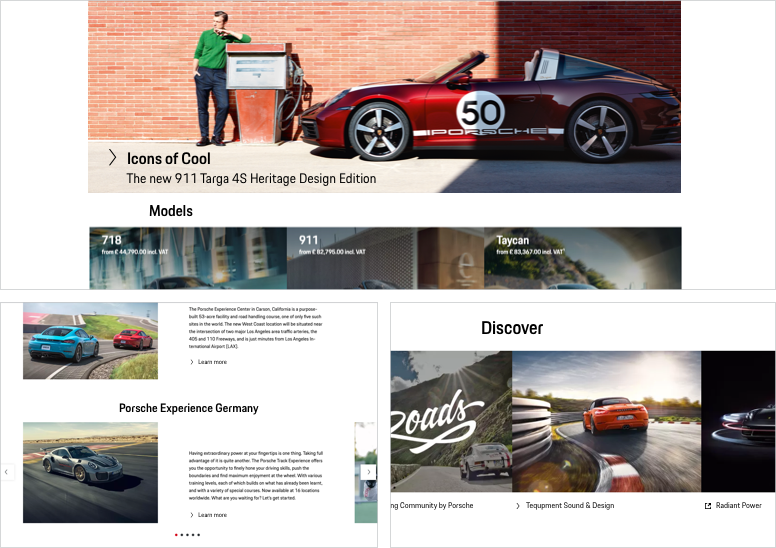 50
PORSCHE
Icons of Cool
The new 911 Targa 4S Heritage Design Edition
Models
718
from £ 44,790.00 incl. VAT
911
from £ 82,795.00 incl. VAT
e
Taycan
from £ 83,367.00 incl. VAT*
The Porsche Experience Center in Carson, California is a purpose-
built 53-acre facility and road handling course, one of only five such
sites in the world. The new West Coast location will be situated near
the intersection of two major Los Angeles area traffic arteries, the
405 and 110 Freeways, and is just minutes from Los Angeles In-
ternational Airport (LAX).
Learn more
Porsche Experience Germany
Having extraordinary power at your fingertips is one thing. Taking full
advantage of it is quite another. The Porsche Track Experience offers
you the opportunity to finely hone your driving skills, push the
boundaries and find maximum enjoyment at the wheel. With various
training levels, each of which builds on what has already been learnt,
and with a variety of special courses. Now available at 16 locations
worldwide. What are you waiting for? Let's get started.
Learn more
Discover
Roads
ng Community by Porsche
Tequpment Sound & Design
Radiant Power